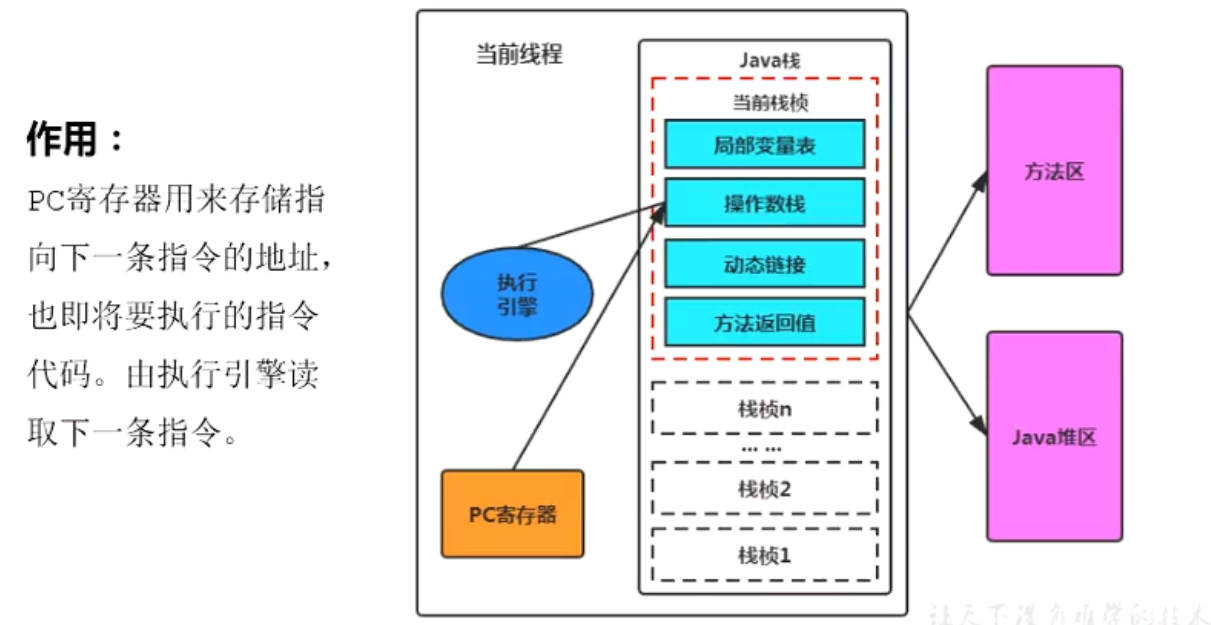 作用：
PC寄存器用来存储指
向下一条指令的地址，
也即将要执行的指令
代码。由执行引擎读
取下一条指令。
当前线程
执行
引擎
PC寄存器
Java栈
当前栈桢
局部变量表
操作数栈
动态链接
方法返回值
栈桢n
... ...
栈桢2
栈桢1
方法区
Java堆区
让天下没有难学的技术